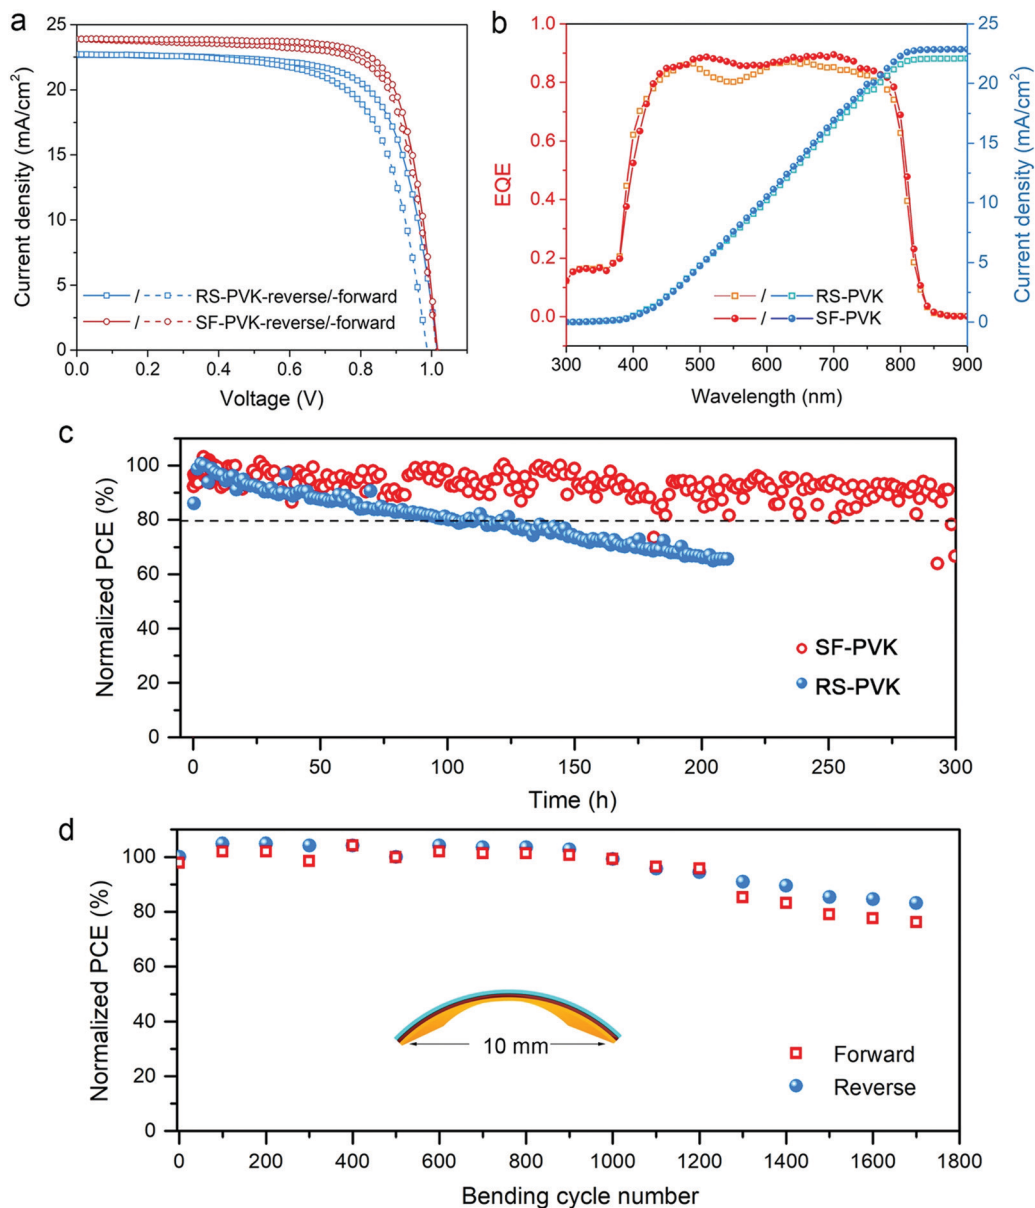 a
25
20
15
10
5
0
Current density (mA/cm²)
0.0 0.2 0.4 0.6 0.8 1.0
Voltage (V)
/ RS-PVK-reverse/-forward
/ SF-PVK-reverse/-forward
b
1.0
0.8
0.6
0.4
0.2
0.0
EQE
25
20
15
10
5
0
Current density (mA/cm²)
300 400 500 600 700 800 900
Wavelength (nm)
/ RS-PVK
/ SF-PVK
c
100
80
60
40
20
0
Normalized PCE (%)
0 50 100 150 200 250 300
Time (h)
SF-PVK
RS-PVK
d
100
80
60
40
20
0
Normalized PCE (%)
0 200 400 600 800 1000 1200 1400 1600 1800
Bending cycle number
10 mm
Forward
Reverse